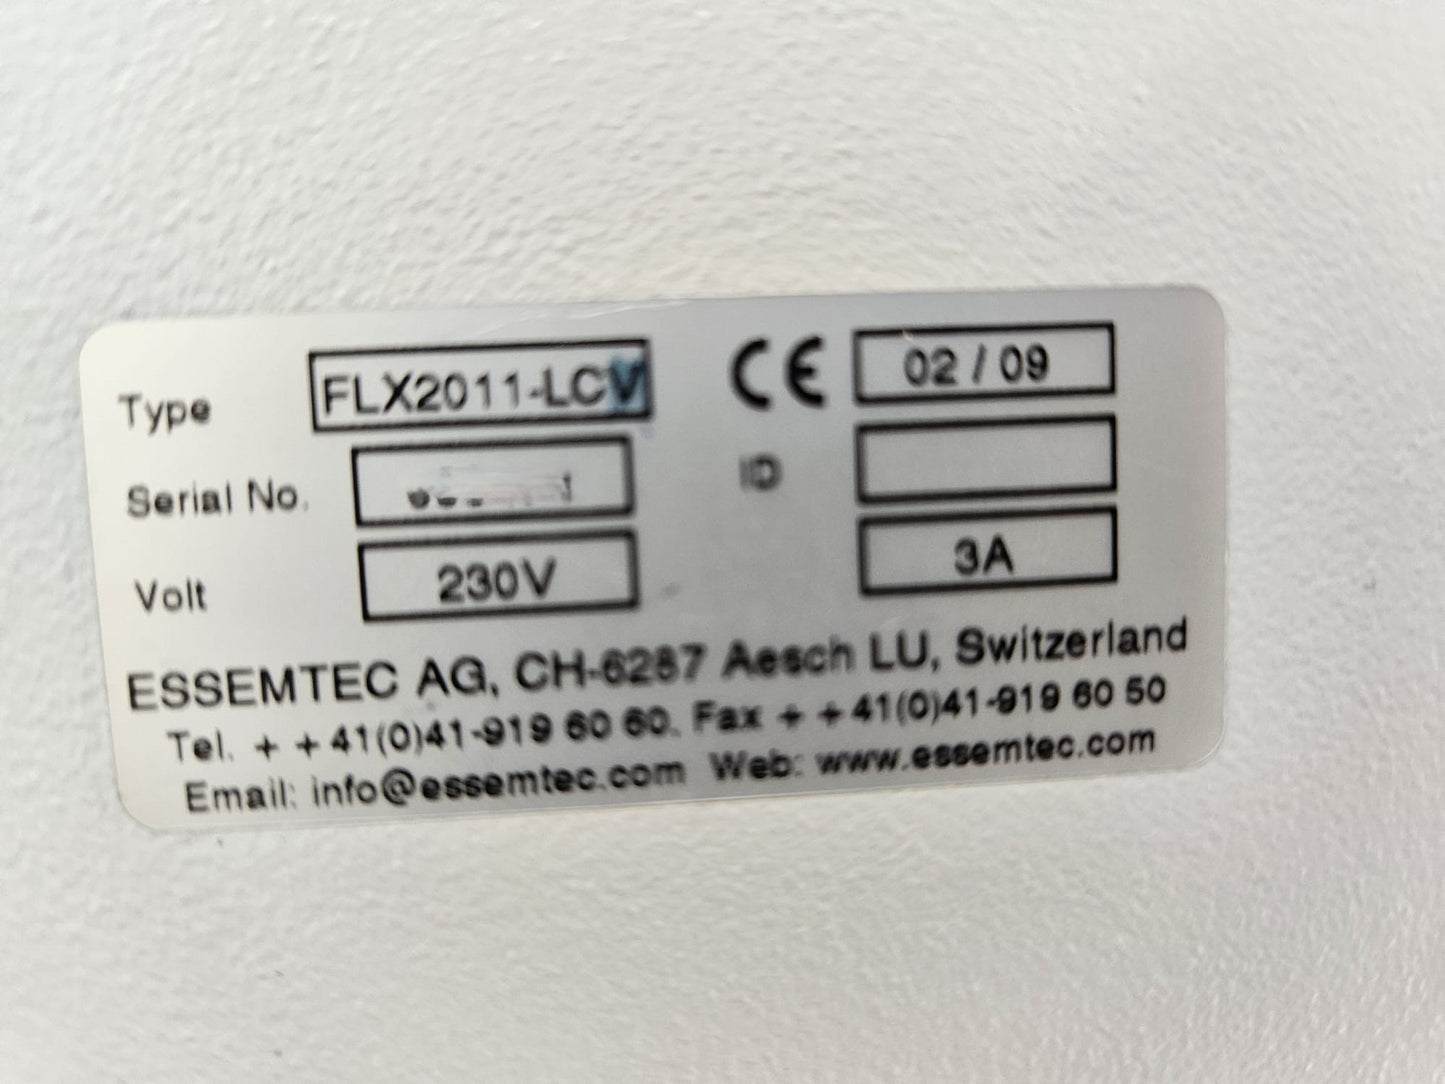 Type FLX2011-LCV CE 02 / 09
Serial No. ID
Volt 230V 3A
ESSEMTEC AG, CH-6287 Aesch LU, Switzerland
Tel. + + 41(0)41-919 60 60. Fax + + 41(0)41-919 60 50
Email: info@essemtec.com Web: www.essemtec.com